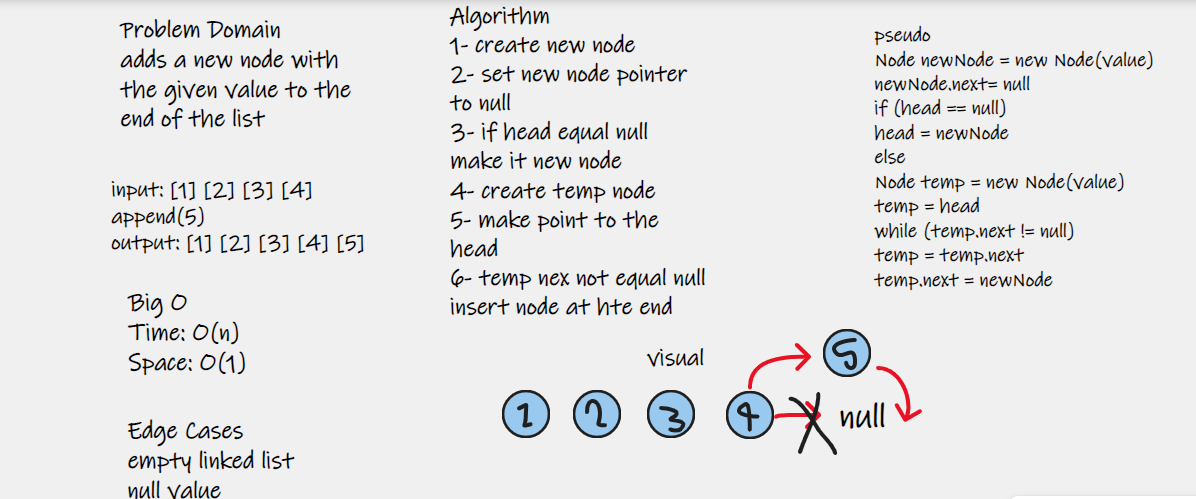 Problem Domain
adds a new node with
the given value to the
end of the list
input: [1] [2] [3] [4]
append(5)
output: [1] [2] [3] [4] [5]
Big O
Time: O(n)
Space: O(1)
Edge Cases
empty linked list
null value
Algorithm
1- create new node
2- set new node pointer
to null
3- if head equal null
make it new node
4- create temp node
5- make point to the
head
6- temp nex not equal null
insert node at hte end
pseudo
Node newNode = new Node(value)
newNode.next= null
if (head == null)
head = newNode
else
Node temp = new Node(value)
temp = head
while (temp.next != null)
temp = temp.next
temp.next = newNode
visual
5
1 2 3 4 null